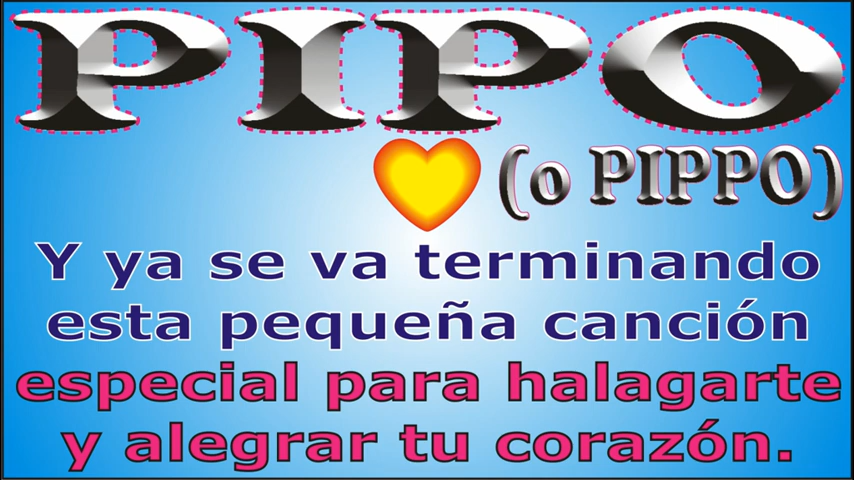 PIPO
(o PIPPO)
Y ya se va terminando
esta pequeña canción
especial para halagarte
y alegrar tu corazón.